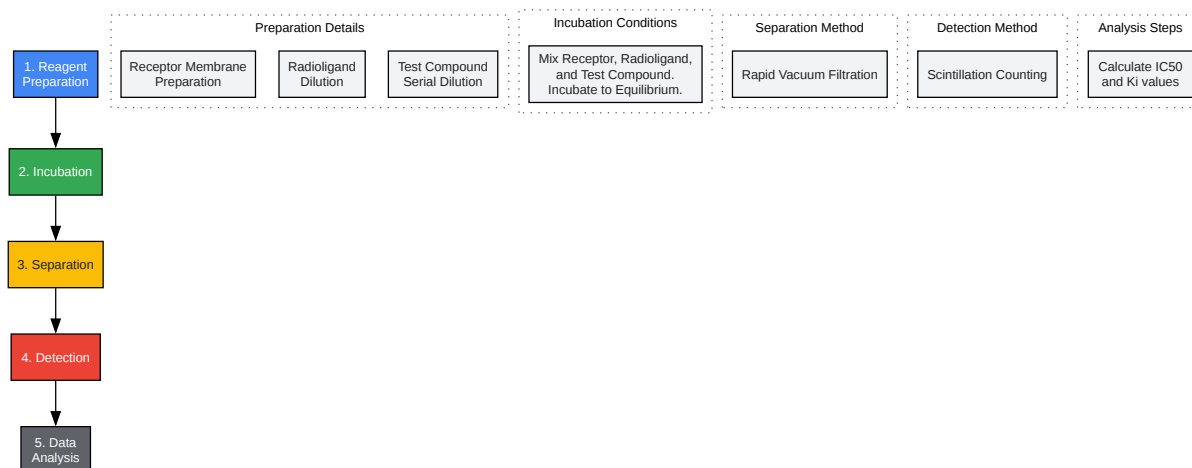 1. Reagent
Preparation
2. Incubation
3. Separation
4. Detection
5. Data
Analysis
Preparation Details
Receptor Membrane
Preparation
Radioligand
Dilution
Test Compound
Serial Dilution
Incubation Conditions
Mix Receptor, Radioligand,
and Test Compound.
Incubate to Equilibrium.
Separation Method
Rapid Vacuum Filtration
Detection Method
Scintillation Counting
Analysis Steps
Calculate IC50
and Ki values